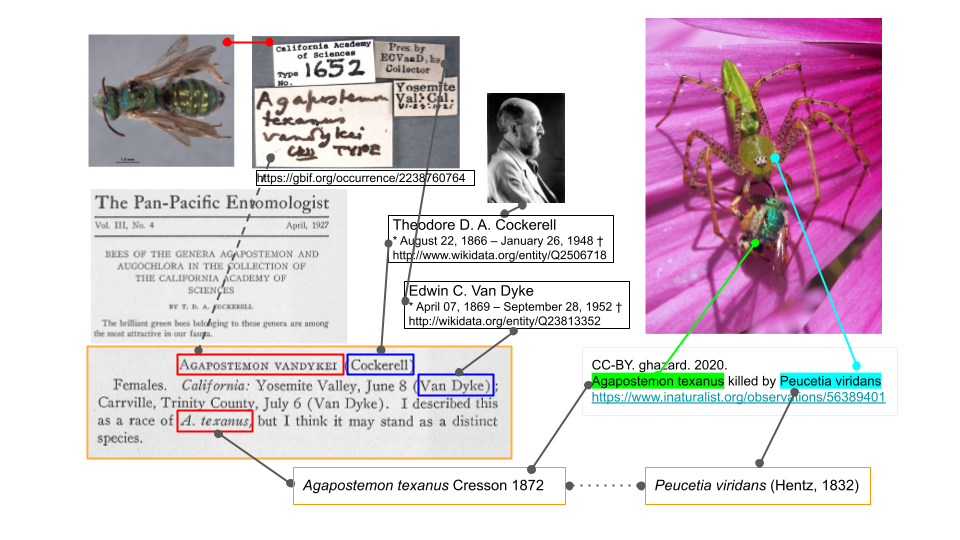 California Academy
of Sciences
Type
No. 1652
Pres. by
EC VanD, ke
Collector
Yosemite
Val. Cal.
Agapostemon
texanus
vandykei
Ckll TYPE
1.0 mm
https://gbif.org/occurrence/2238760764
The Pan-Pacific Entomologist
Vol. III, No. 4 April, 1927
BEES OF THE GENERA AGAPOSTEMON AND
AUGOCHLORA IN THE COLLECTION OF
THE CALIFORNIA ACADEMY OF
SCIENCES
BY T. D. A. COCKERELL
The brilliant green bees belonging to these genera are among
the most attractive in our fauna.
Theodore D. A. Cockerell
* August 22, 1866 – January 26, 1948 †
http://www.wikidata.org/entity/Q2506718
Edwin C. Van Dyke
* April 07, 1869 – September 28, 1952 †
http://wikidata.org/entity/Q23813352
AGAPOSTEMON VANDYKEI (Cockerell)
Females. California: Yosemite Valley, June 8 (Van Dyke);
Carrville, Trinity County, July 6 (Van Dyke). I described this
as a race of A. texanus, but I think it may stand as a distinct
species.
CC-BY. ghazard. 2020.
Agapostemon texanus killed by Peucetia viridans
https://www.inaturalist.org/observations/56389401
Agapostemon texanus Cresson 1872
Peucetia viridans (Hentz, 1832)